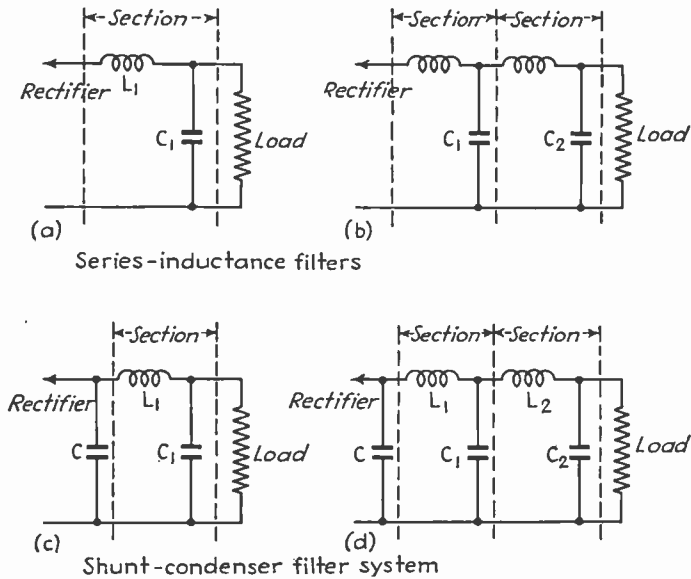 Section
Section
Section
Rectifier
L1
C1
Load
(a)
Rectifier
C1
C2
Load
(b)
Series-inductance filters
Section
Section
Section
Rectifier
L1
C
C1
Load
(c)
Rectifier
L1
L2
C
C1
C2
Load
(d)
Shunt-condenser filter system